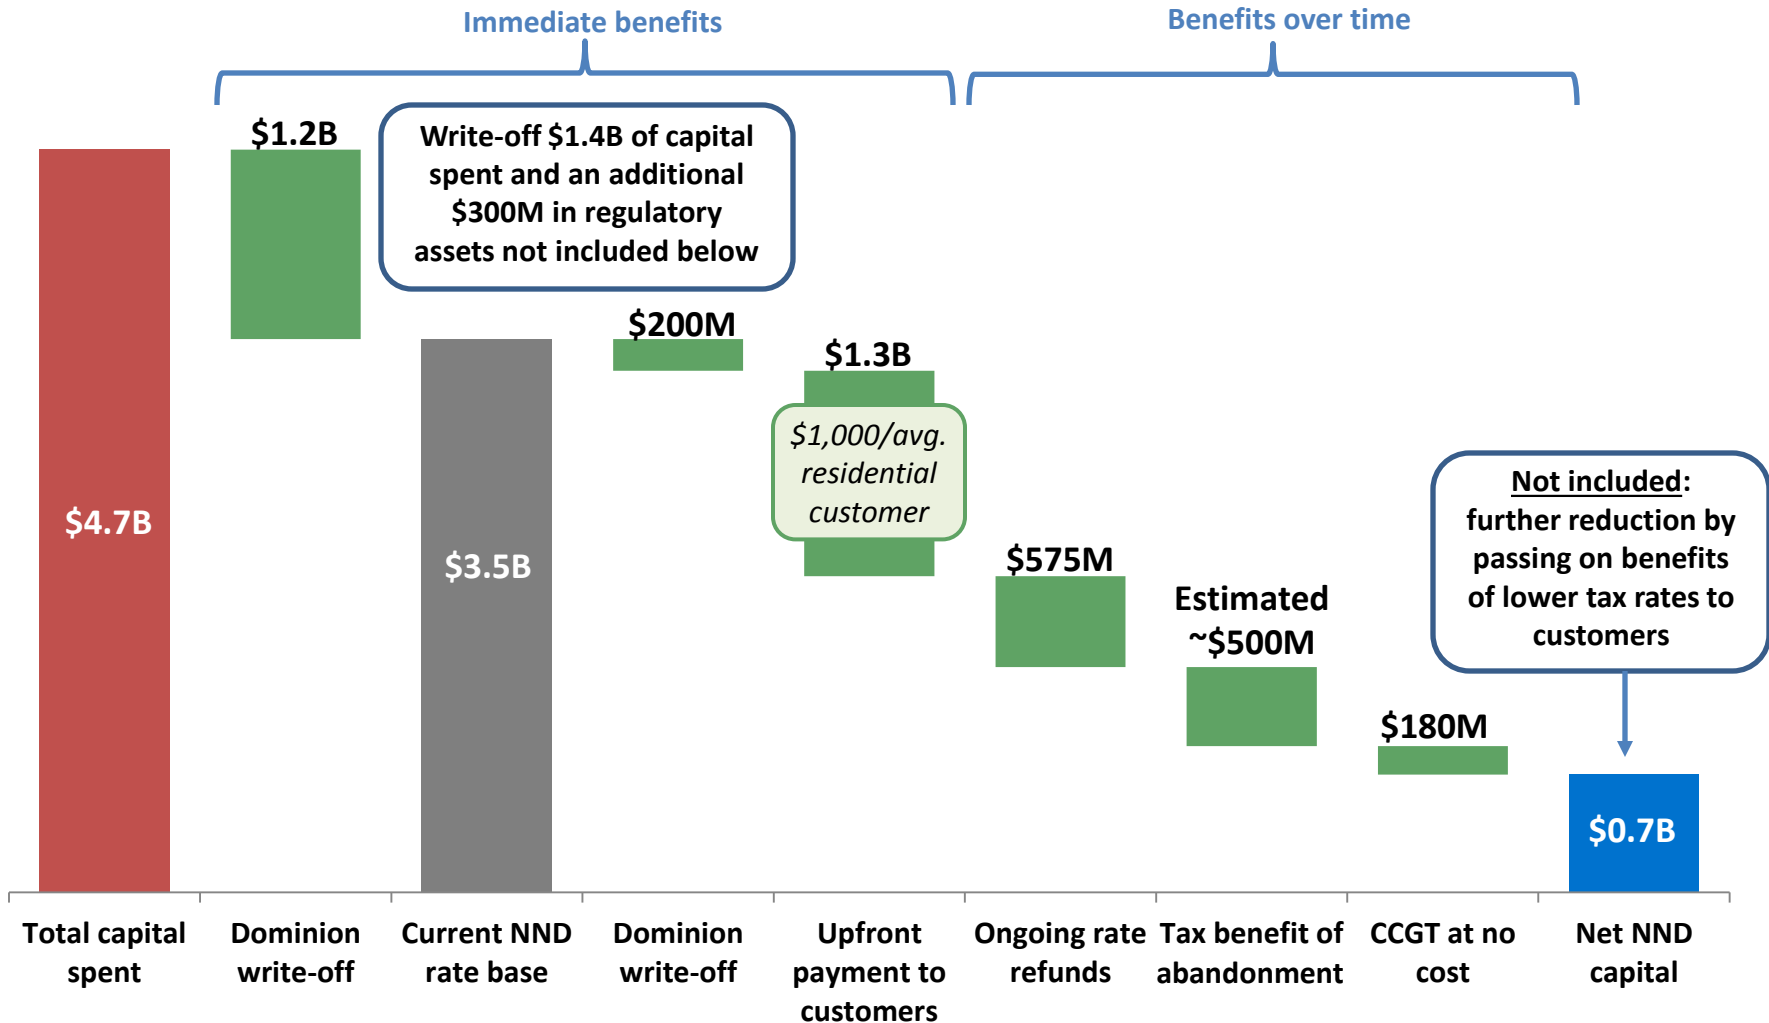 Immediate benefits
Benefits over time
$1.2B
Write-off $1.4B of capital
spent and an additional
$300M in regulatory
assets not included below
$200M
$1.3B
$1,000/avg.
residential
customer
$4.7B
$3.5B
$575M
Estimated
~$500M
$180M
Not included:
further reduction by
passing on benefits
of lower tax rates to
customers
$0.7B
Total capital
spent
Dominion
write-off
Current NND
rate base
Dominion
write-off
Upfront
payment to
customers
Ongoing rate
refunds
Tax benefit of
abandonment
CCGT at no
cost
Net NND
capital